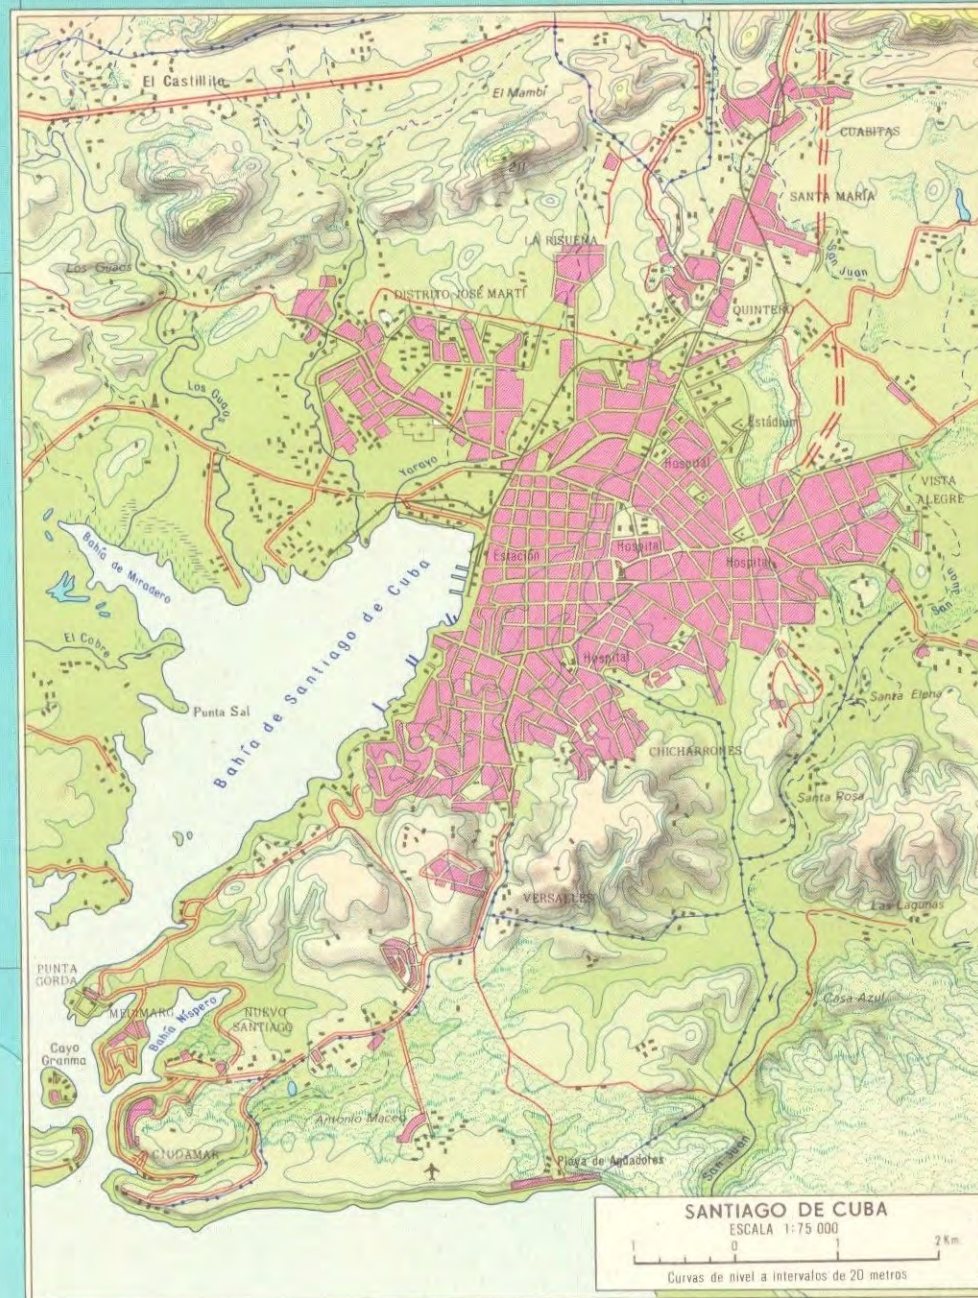 El Castillito
El Mambí
CUABITAS
211
SANTA MARÍA
LA RISUEÑA
San Juan
Los Guaos
DISTRITO JOSÉ MARTÍ
QUINTERO
Los Guao
Estádium
Yarayo
Hospital
VISTA
ALEGRE
Estación
Hospital
Hospital
Bahía de Miradero
San Juan
El Cobre
Bahía de Santiago de Cuba
Hospital
Santa Elena
Punta Sal
CHICHARRONES
Santa Rosa
VERSALLES
Las Lagunas
PUNTA
GORDA
Casa Azul
MEDIMARG
NUEVO
SANTIAGO
Bahía Níspero
Cayo
Granma
Antonio Maceo
CIUDAMAR
Playa de Aguadores
San Juan
SANTIAGO DE CUBA
ESCALA 1:75 000
1 0 1 2 Km.
Curvas de nivel a intervalos de 20 metros